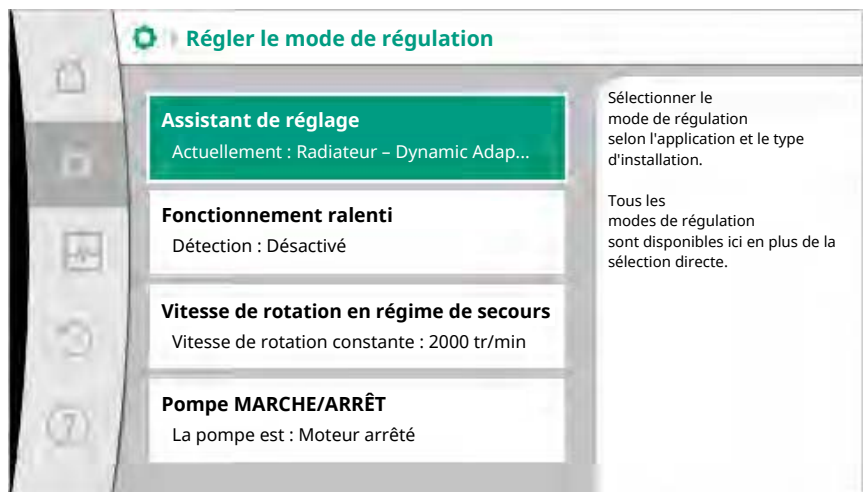 Régler le mode de régulation
Assistant de réglage
Actuellement : Radiateur – Dynamic Adap...
Fonctionnement ralenti
Détection : Désactivé
Vitesse de rotation en régime de secours
Vitesse de rotation constante : 2000 tr/min
Pompe MARCHE/ARRÊT
La pompe est : Moteur arrêté
Sélectionner le
mode de régulation
selon l'application et le type
d'installation.
Tous les
modes de régulation
sont disponibles ici en plus de la
sélection directe.